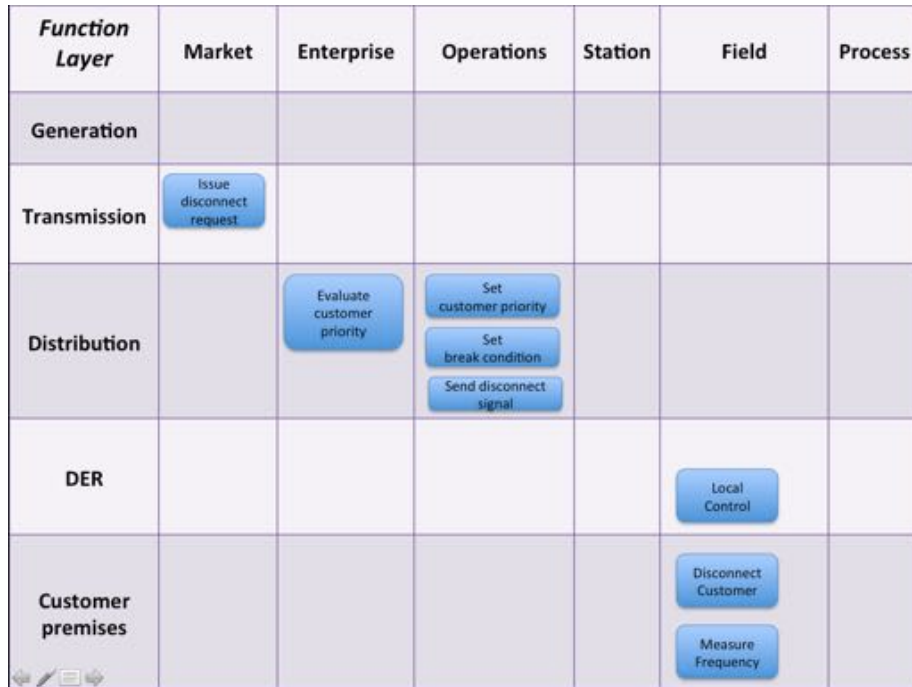 Function
Layer
Market
Enterprise
Operations
Station
Field
Process
Generation
Transmission
Issue
disconnect
request
Distribution
Evaluate
customer
priority
Set
customer priority
Set
break condition
Send disconnect
signal
DER
Local
Control
Customer
premises
Disconnect
Customer
Measure
Frequency